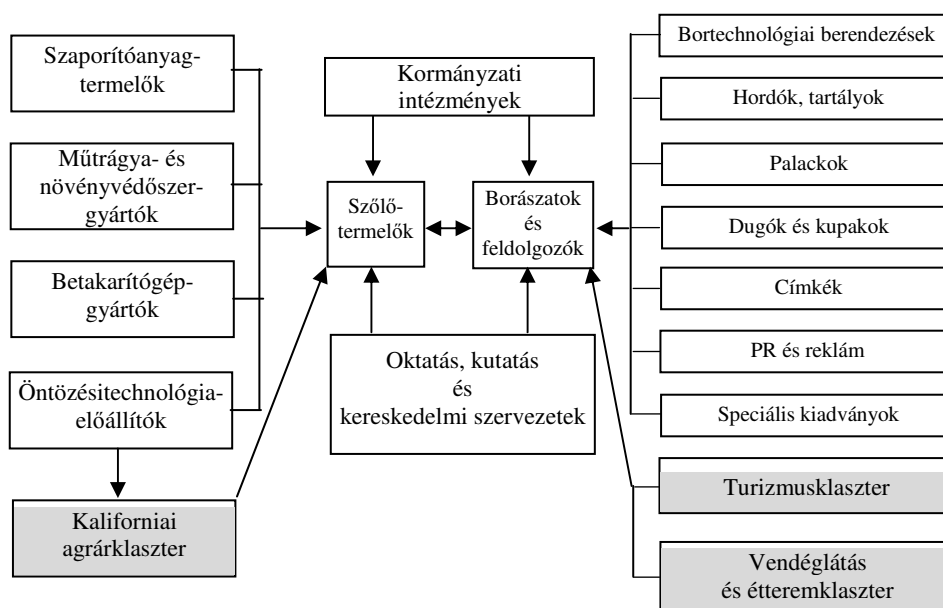 Szaporítóanyag-
termelők
Műtrágya- és
növényvédőszer-
gyártók
Betakarítógép-
gyártók
Öntözésitechnológia-
előállítók
Kaliforniai
agrárklaszter
Kormányzati
intézmények
Szőlő-
termelők
Borászatok
és
feldolgozók
Oktatás, kutatás
és
kereskedelmi szervezetek
Bortechnológiai berendezések
Hordók, tartályok
Palackok
Dugók és kupakok
Címkék
PR és reklám
Speciális kiadványok
Turizmusklaszter
Vendéglátás
és étteremklaszter